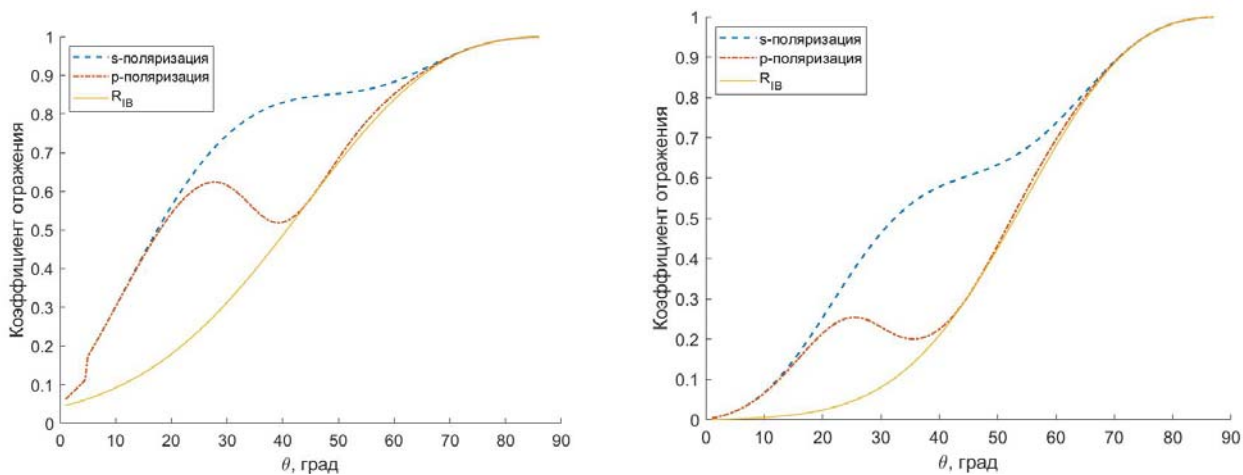 1
0.9
0.8
0.7
0.6
0.5
0.4
0.3
0.2
0.1
0
Коэффициент отражения
s-поляризация
p-поляризация
R_IB
0 10 20 30 40 50 60 70 80 90
θ, град
1
0.9
0.8
0.7
0.6
0.5
0.4
0.3
0.2
0.1
0
Коэффициент отражения
s-поляризация
p-поляризация
R_IB
0 10 20 30 40 50 60 70 80 90
θ, град